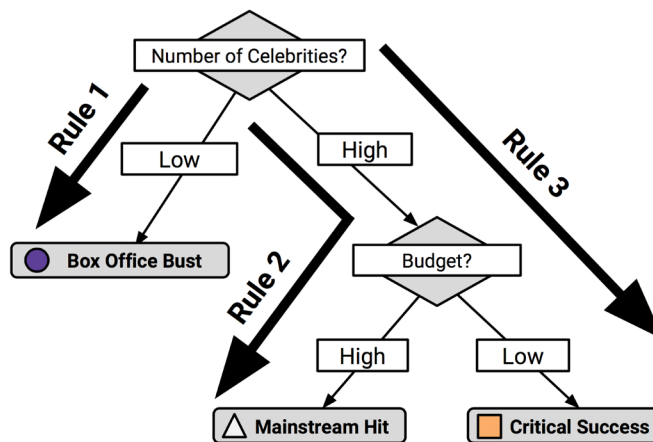 Number of Celebrities?
Rule 1
Low
High
Rule 3
Box Office Bust
Rule 2
Budget?
High
Low
Mainstream Hit
Critical Success